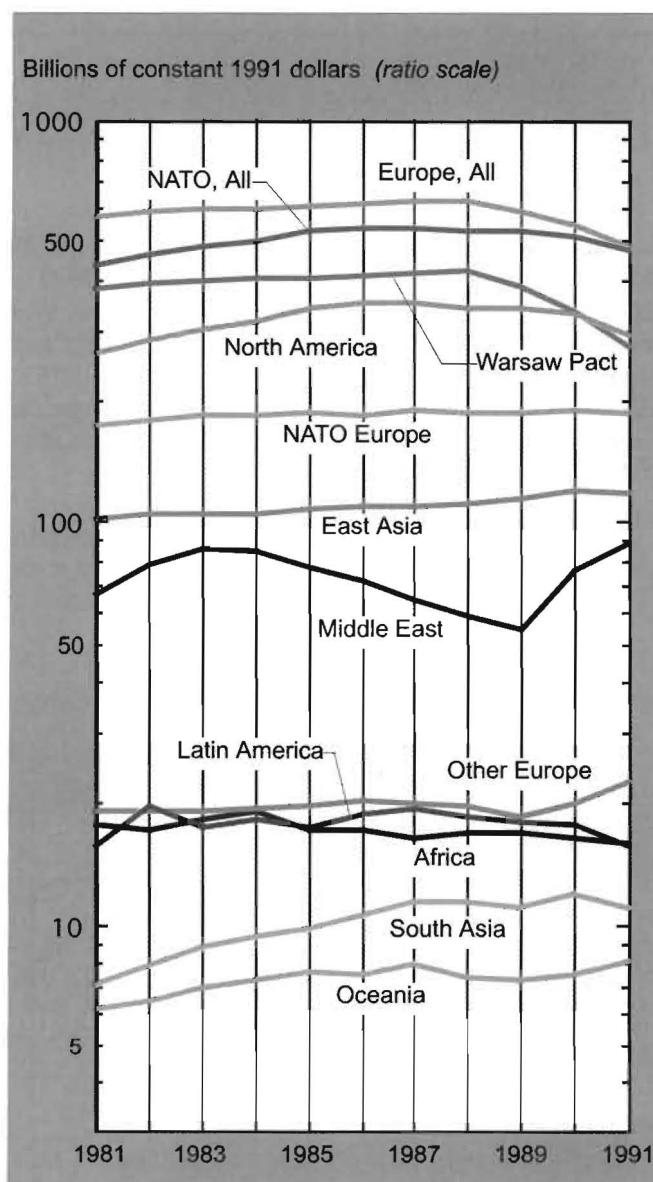 Billions of constant 1991 dollars (ratio scale)
1000
NATO, All
Europe, All
500
North America
Warsaw Pact
NATO Europe
100
East Asia
Middle East
50
Latin America
Other Europe
Africa
10
South Asia
Oceania
5
1981 1983 1985 1987 1989 1991